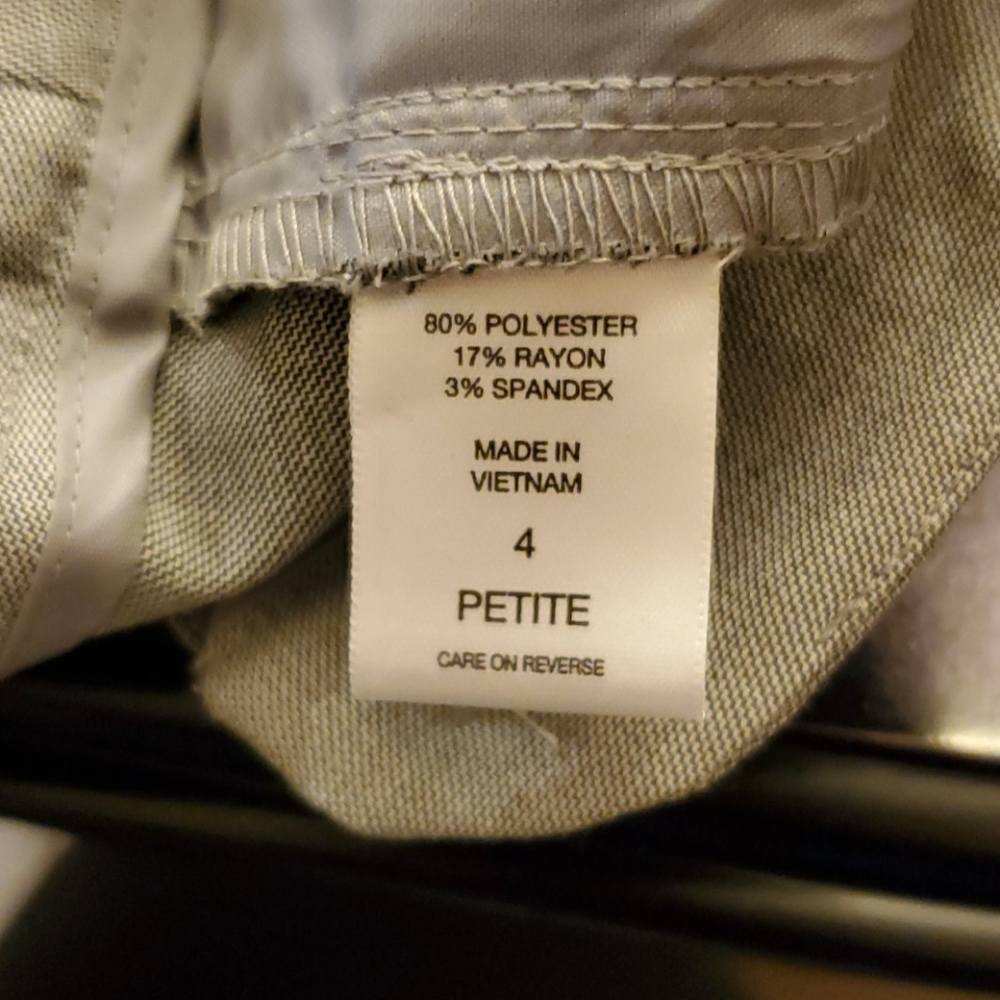 80% POLYESTER
17% RAYON
3% SPANDEX
MADE IN
VIETNAM
4
PETITE
CARE ON REVERSE